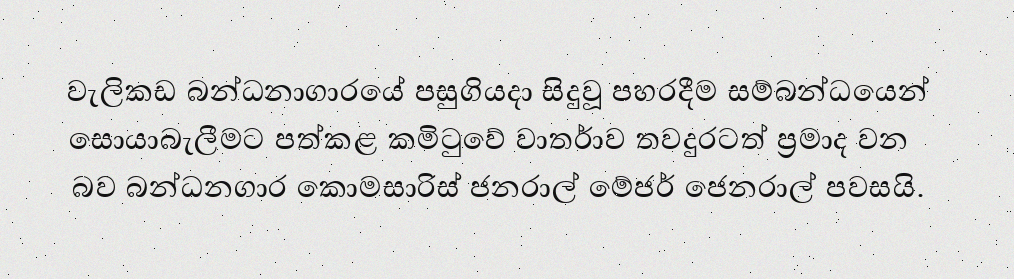 වැලිකඩ බන්ධනාගාරයේ පසුගියදා සිදුවූ පහරදීම සම්බන්ධයෙන්
සොයාබැලීමට පත්කළ කමිටුවේ වාතර්ාව තවදුරටත් ප්‍රමාද වන
බව බන්ධනගාර කොමසාරිස් ජනරාල් මේජර් ජෙනරාල් පවසයි.